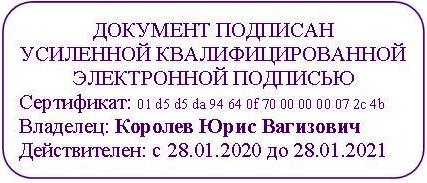 ДОКУМЕНТ ПОДПИСАН
УСИЛЕННОЙ КВАЛИФИЦИРОВАННОЙ
ЭЛЕКТРОННОЙ ПОДПИСЬЮ
Сертификат: 01 d5 d5 da 94 64 0f 70 00 00 00 07 2c 4b
Владелец: Королев Юрис Вагизович
Действителен: с 28.01.2020 до 28.01.2021